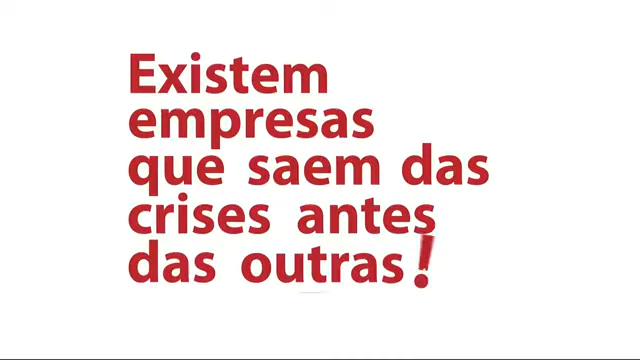 Existem
empresas
que saem das
crises antes
das outras!